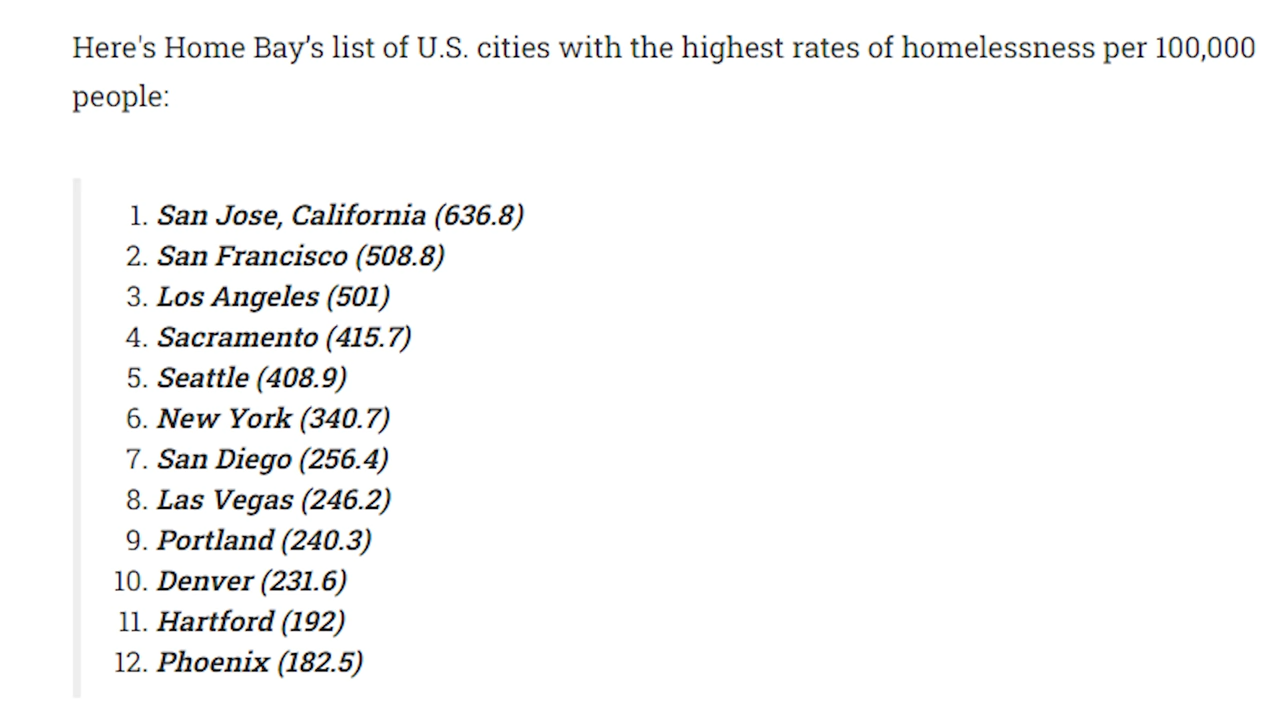 Here's Home Bay’s list of U.S. cities with the highest rates of homelessness per 100,000
people:
1. San Jose, California (636.8)
2. San Francisco (508.8)
3. Los Angeles (501)
4. Sacramento (415.7)
5. Seattle (408.9)
6. New York (340.7)
7. San Diego (256.4)
8. Las Vegas (246.2)
9. Portland (240.3)
10. Denver (231.6)
11. Hartford (192)
12. Phoenix (182.5)